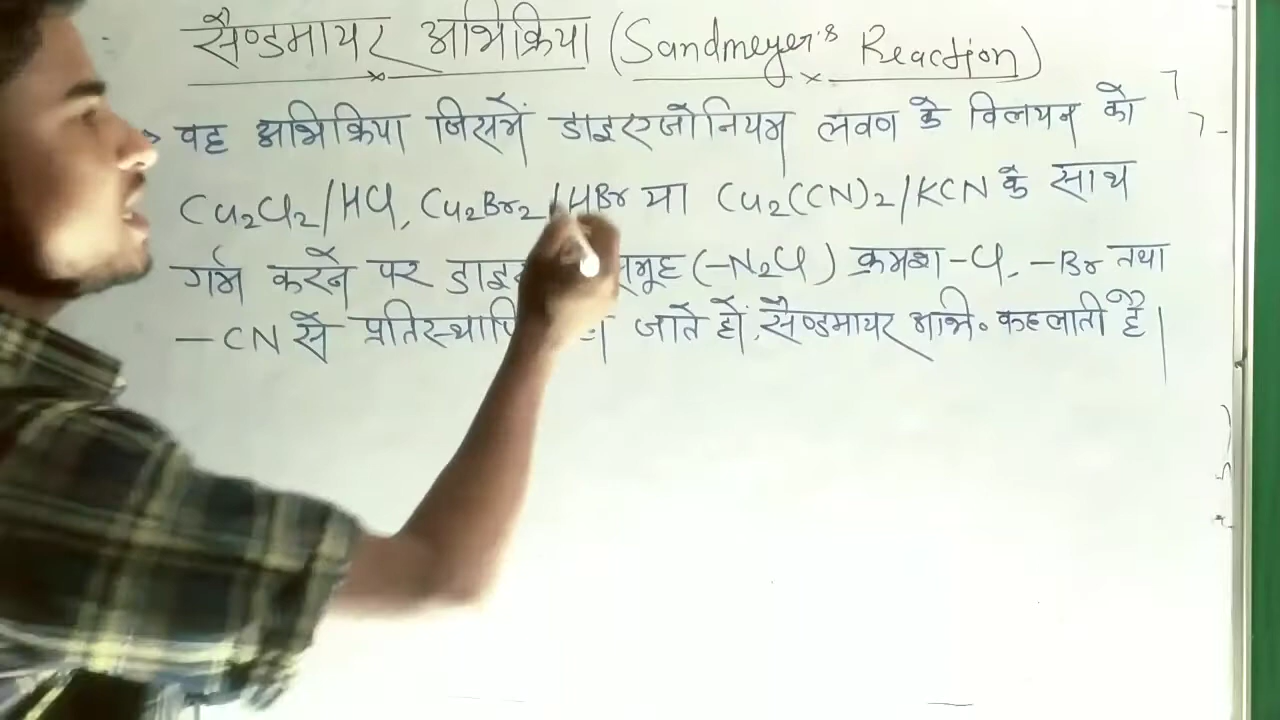 सैण्डमायर अभिक्रिया (Sandmeyer's Reaction)
वह अभिक्रिया जिसमें डाइएजोनियम लवण के विलयन को
Cu2Cl2/HCl, Cu2Br2/HBr या Cu2(CN)2/KCN के साथ
गर्म करने पर समूह (-N2Cl) क्रमशः -Cl, -Br तथा
-CN से जाते हों, सैण्डमायर अभि० कहलाती है।